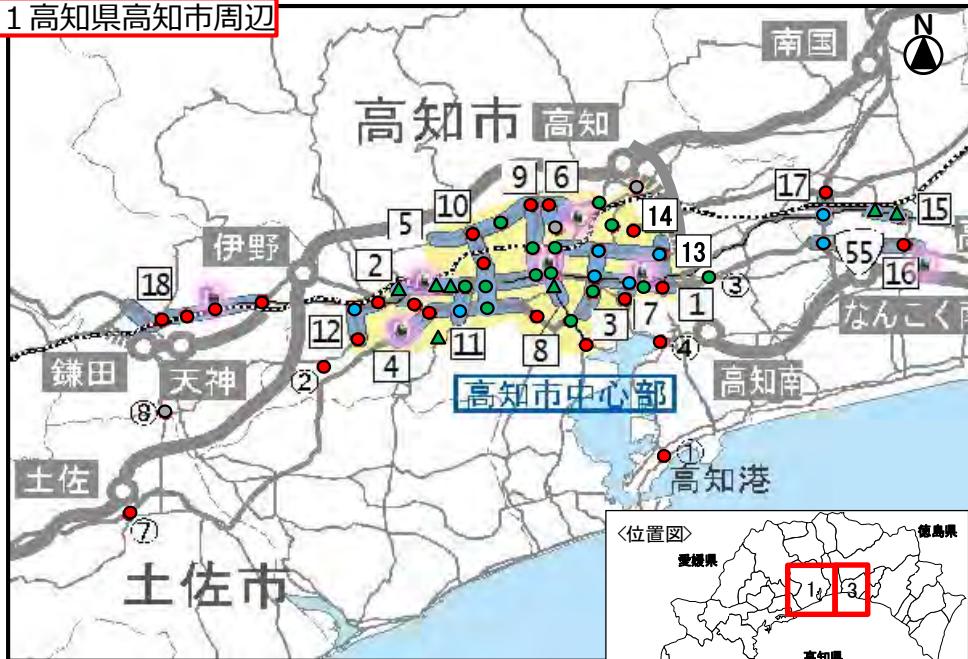 1 高知県高知市周辺
N
南国
高知市
高知
9
6
17
10
5
14
15
伊野
2
13
55
18
16
③
1
なんこく南
12
7
3
11
8
4
④
鎌田
天神
②
高知南
高知市中心部
⑧
①
土佐
高知港
⑦
〈位置図〉
徳島県
愛媛県
土佐市
1
3
高知県